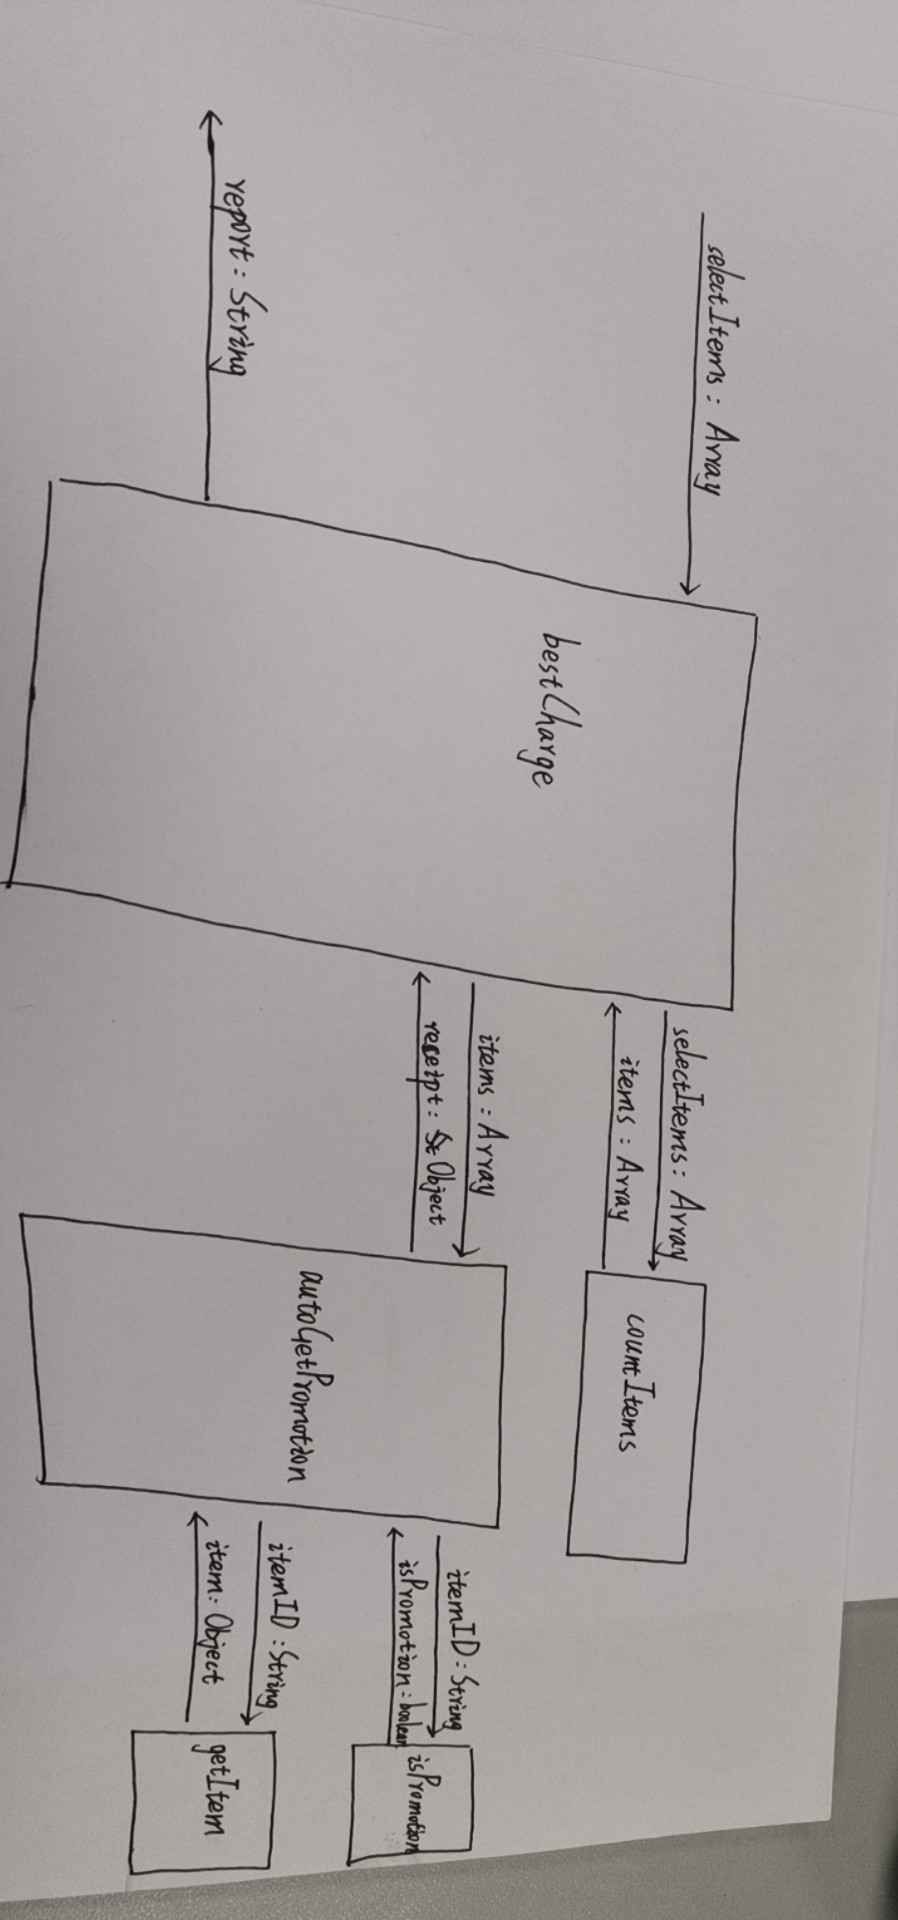 selectItems : Array
report : String
bestCharge
selectItems : Array
items : Array
items : Array
receipt : Object
countItems
autoGetPromotion
itemID : String
isPromotion : boolean
itemID : String
item : Object
isPromotion
getItem